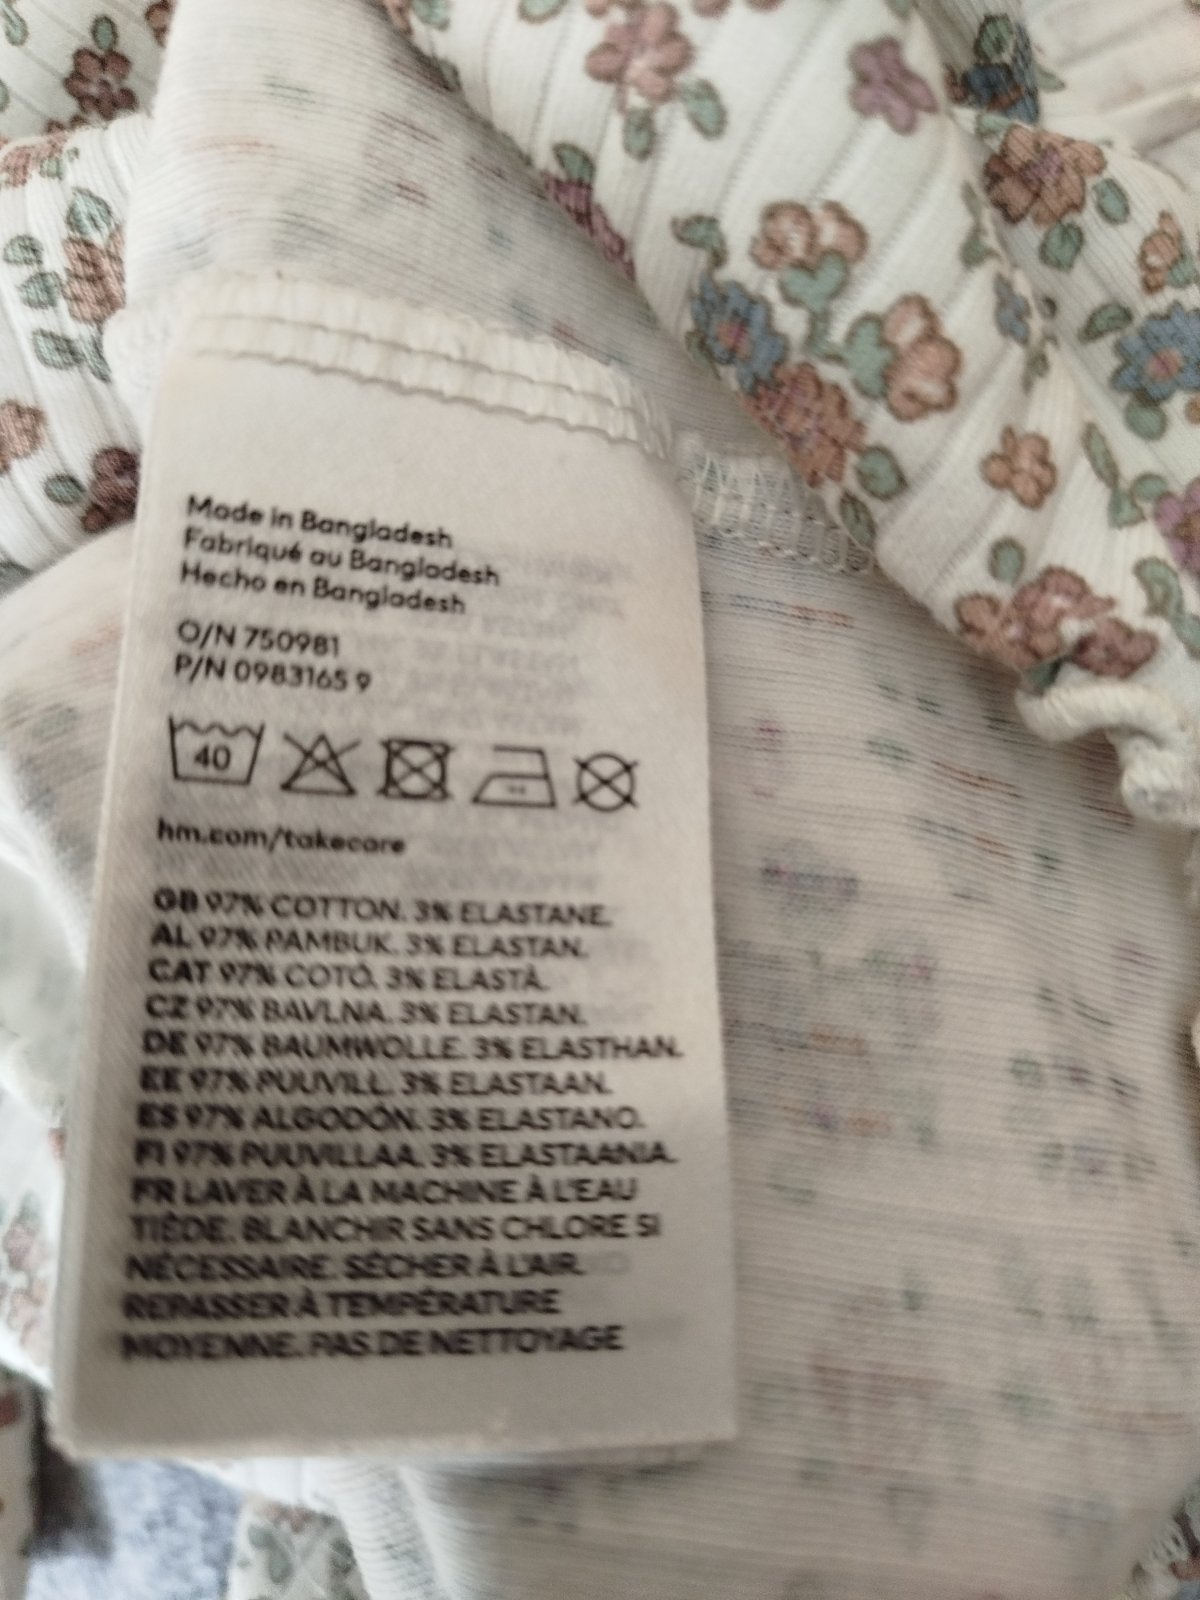 Made in Bangladesh
Fabriqué au Bangladesh
Hecho en Bangladesh
O/N 750981
P/N 0983165 9
40
hm.com/takecare
GB 97% COTTON. 3% ELASTANE.
AL 97% PAMBUK. 3% ELASTAN.
CAT 97% COTÓ. 3% ELASTÀ.
CZ 97% BAVLNA. 3% ELASTAN.
DE 97% BAUMWOLLE. 3% ELASTHAN.
EE 97% PUUVILL. 3% ELASTAAN.
ES 97% ALGODÓN. 3% ELASTANO.
FI 97% PUUVILLAA. 3% ELASTAANIA.
FR LAVER À LA MACHINE À L'EAU
TIÈDE. BLANCHIR SANS CHLORE SI
NÉCESSAIRE. SÉCHER À L'AIR.
REPASSER À TEMPÉRATURE
MOYENNE. PAS DE NETTOYAGE